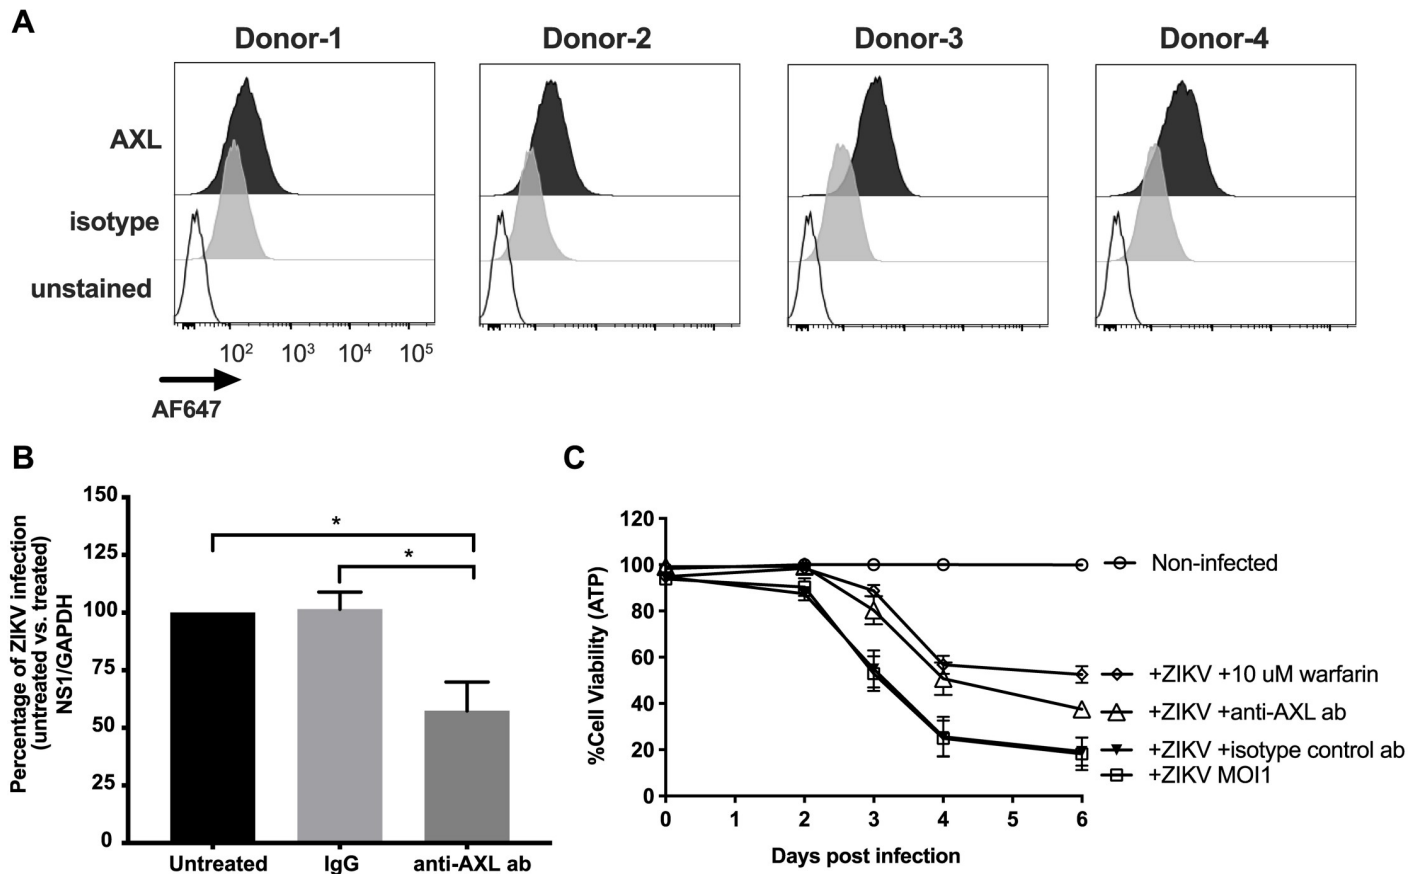 A
Donor-1
Donor-2
Donor-3
Donor-4
AXL
isotype
unstained
10² 10³ 10⁴ 10⁵
AF647
B
Percentage of ZIKV infection
(untreated vs. treated)
NS1/GAPDH
150
125
100
75
50
25
0
*
*
Untreated
IgG
anti-AXL ab
C
%Cell Viability (ATP)
120
100
80
60
40
20
0
0 1 2 3 4 5 6
Days post infection
Non-infected
+ZIKV +10 uM warfarin
+ZIKV +anti-AXL ab
+ZIKV +isotype control ab
+ZIKV MOI1